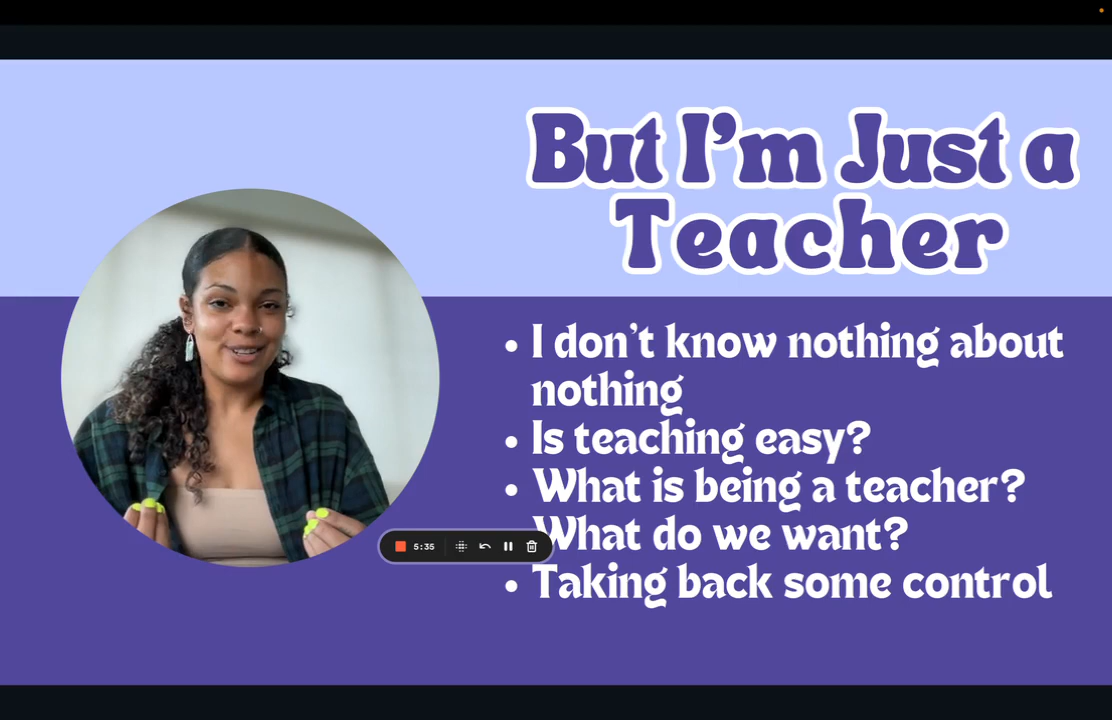 But I'm Just a
Teacher
• I don't know nothing about
nothing
• Is teaching easy?
• What is being a teacher?
What do we want?
• Taking back some control
5:35